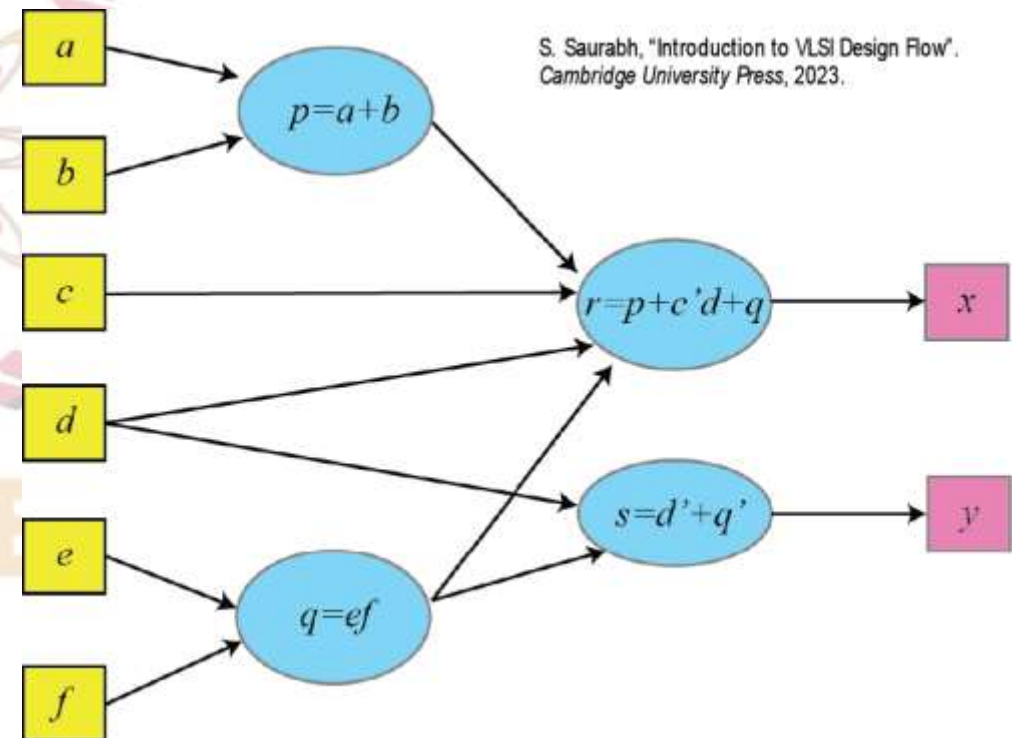 a
S. Saurabh, "Introduction to VLSI Design Flow".
Cambridge University Press, 2023.
p=a+b
b
c
r=p+c'd+q
x
d
s=d'+q'
y
e
q=ef
f